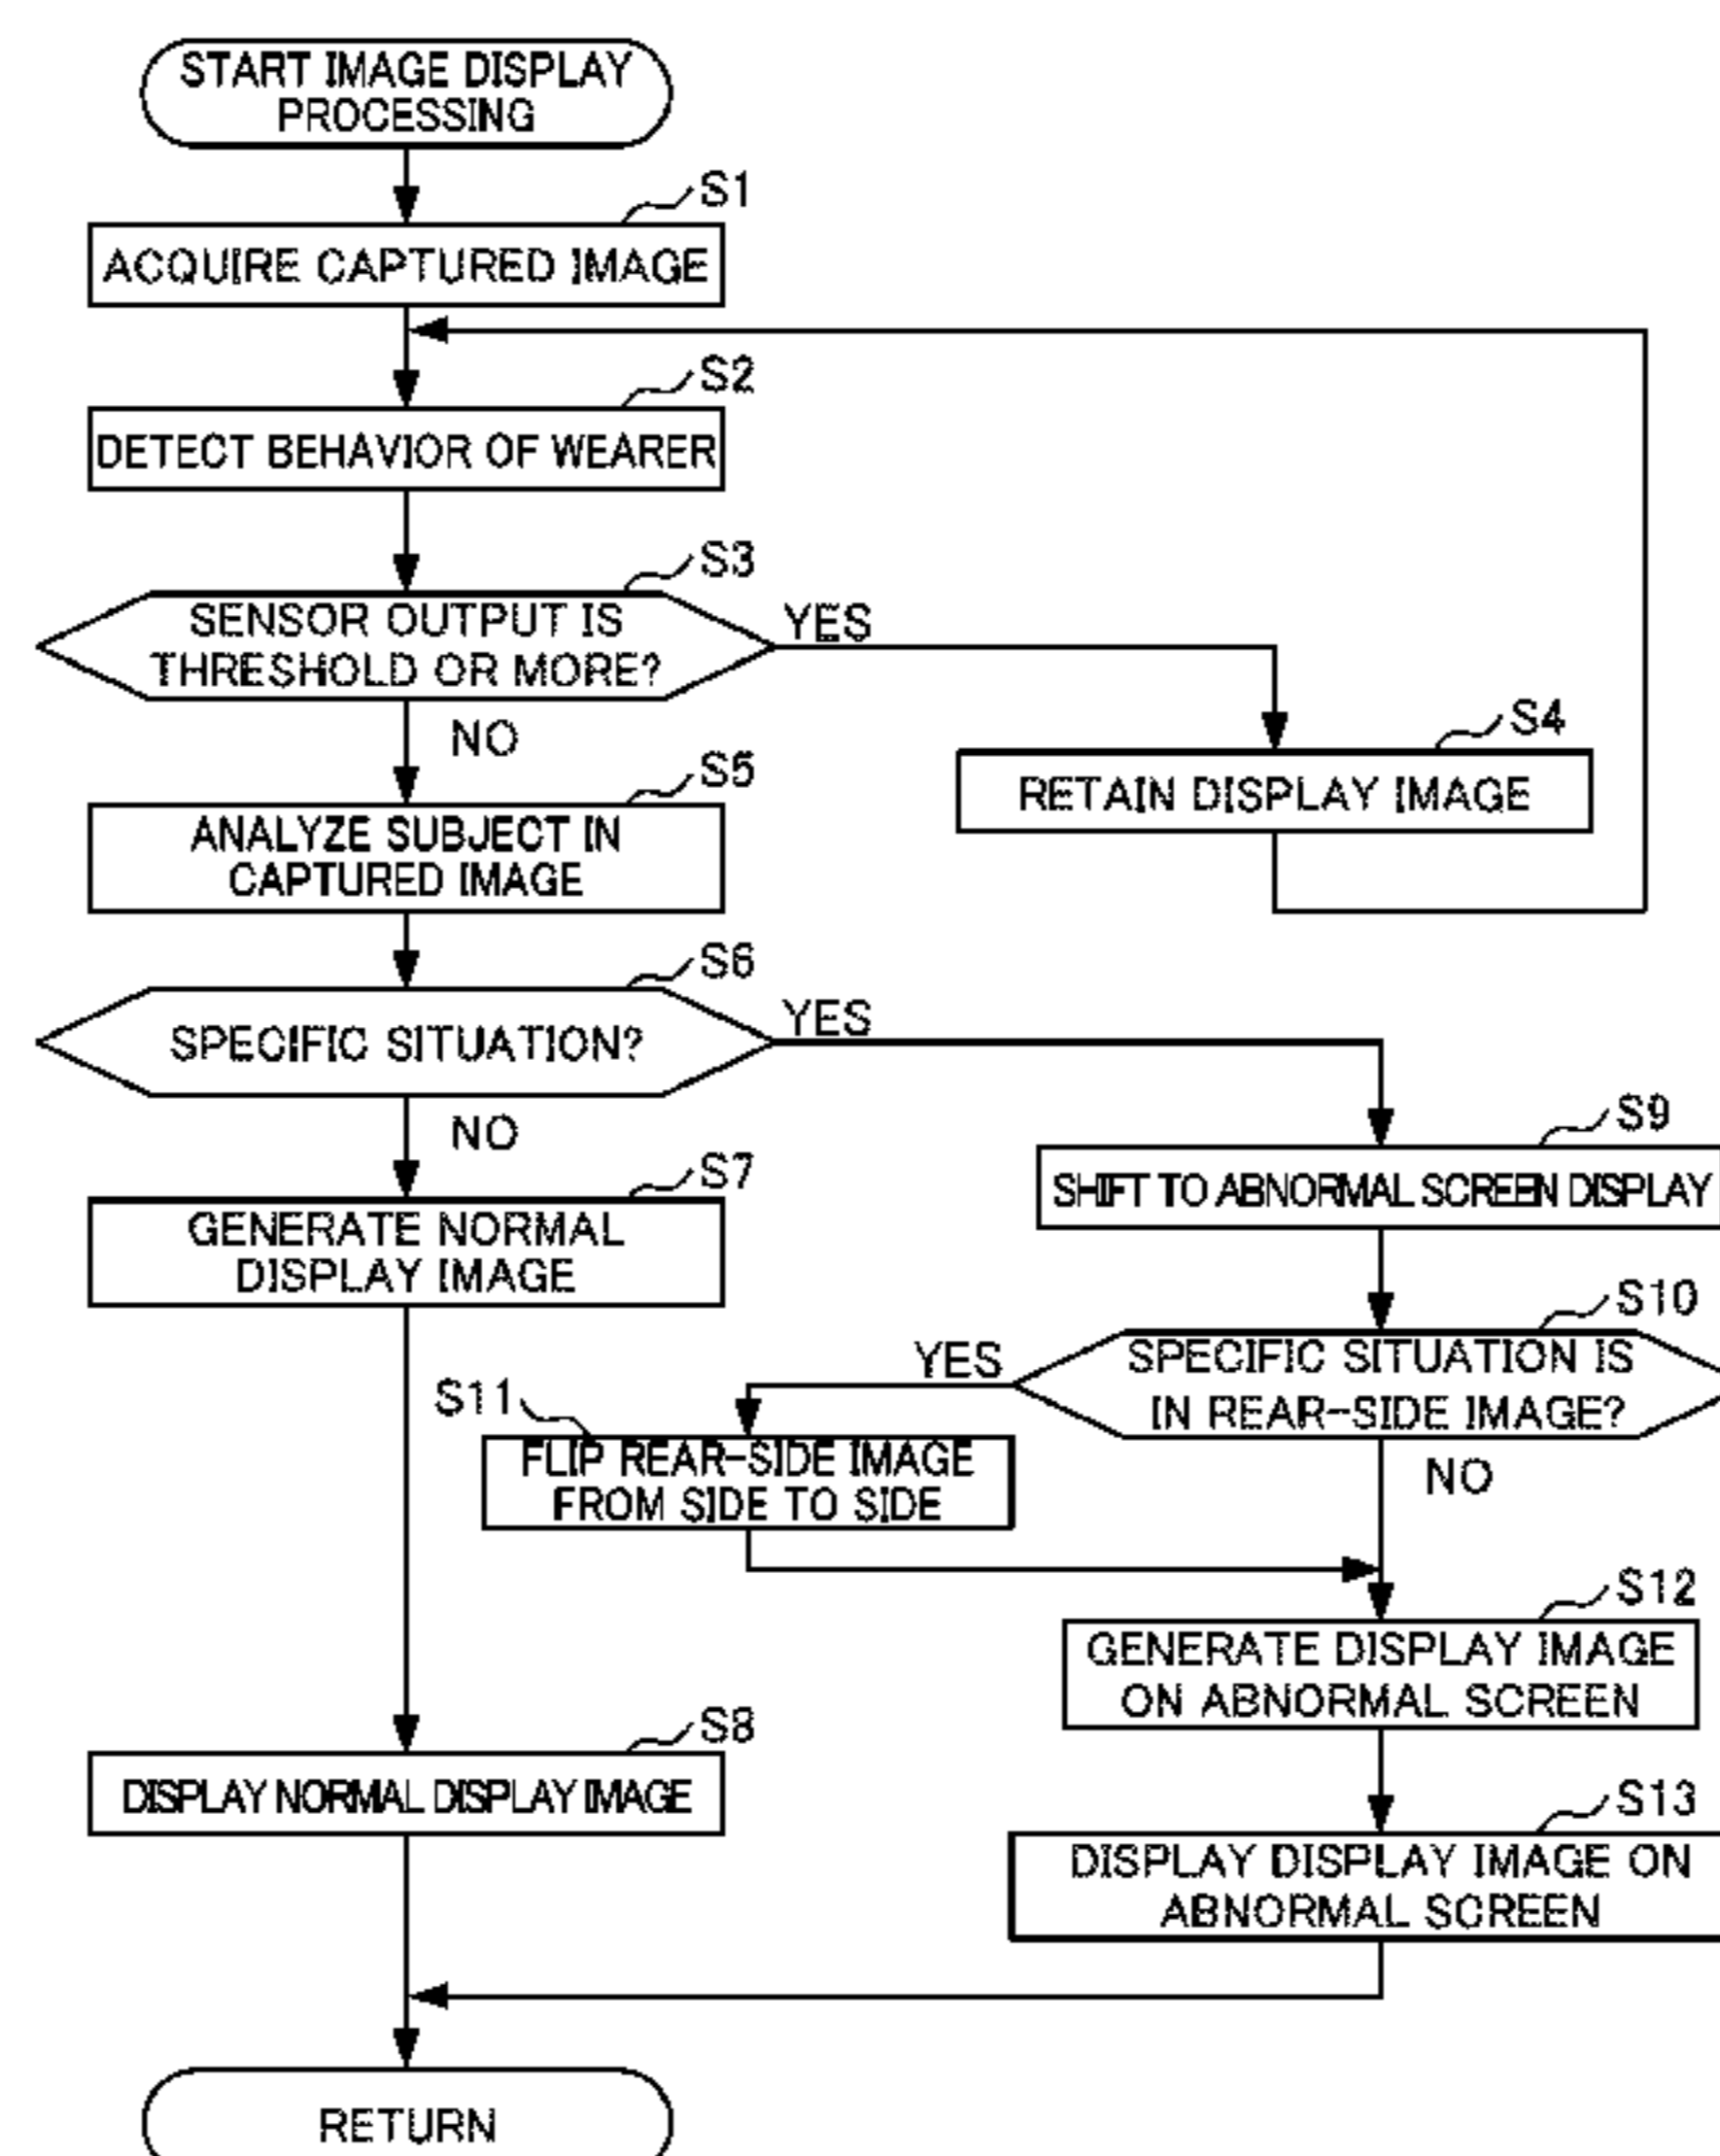 START IMAGE DISPLAY
PROCESSING
S1
ACQUIRE CAPTURED IMAGE
S2
DETECT BEHAVIOR OF WEARER
S3
SENSOR OUTPUT IS
THRESHOLD OR MORE?
YES
NO
S4
RETAIN DISPLAY IMAGE
S5
ANALYZE SUBJECT IN
CAPTURED IMAGE
S6
SPECIFIC SITUATION?
YES
NO
S7
GENERATE NORMAL
DISPLAY IMAGE
S9
SHIFT TO ABNORMAL SCREEN DISPLAY
S10
SPECIFIC SITUATION IS
IN REAR-SIDE IMAGE?
YES
NO
S11
FLIP REAR-SIDE IMAGE
FROM SIDE TO SIDE
S12
GENERATE DISPLAY IMAGE
ON ABNORMAL SCREEN
S8
DISPLAY NORMAL DISPLAY IMAGE
S13
DISPLAY DISPLAY IMAGE ON
ABNORMAL SCREEN
RETURN